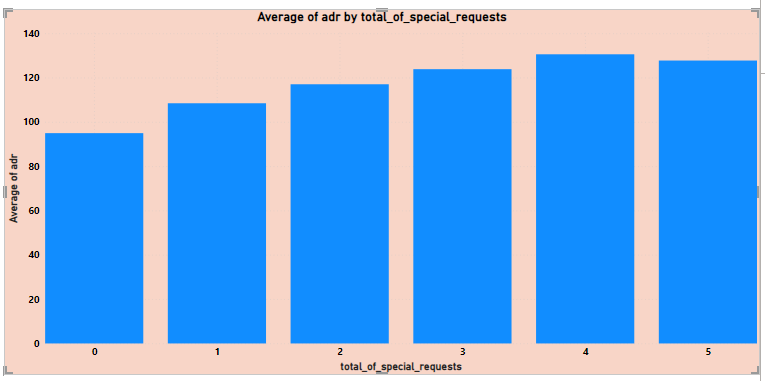 Average of adr by total_of_special_requests
140
120
100
80
60
40
20
0
Average of adr
0 1 2 3 4 5
total_of_special_requests